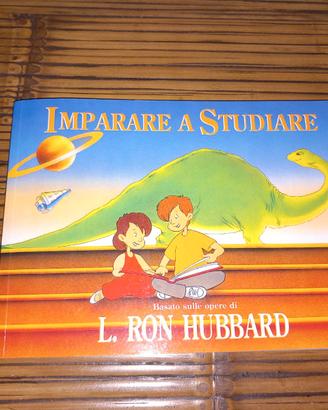 IMPARARE A STUDIARE
Basato sulle opere di
L. RON HUBBARD